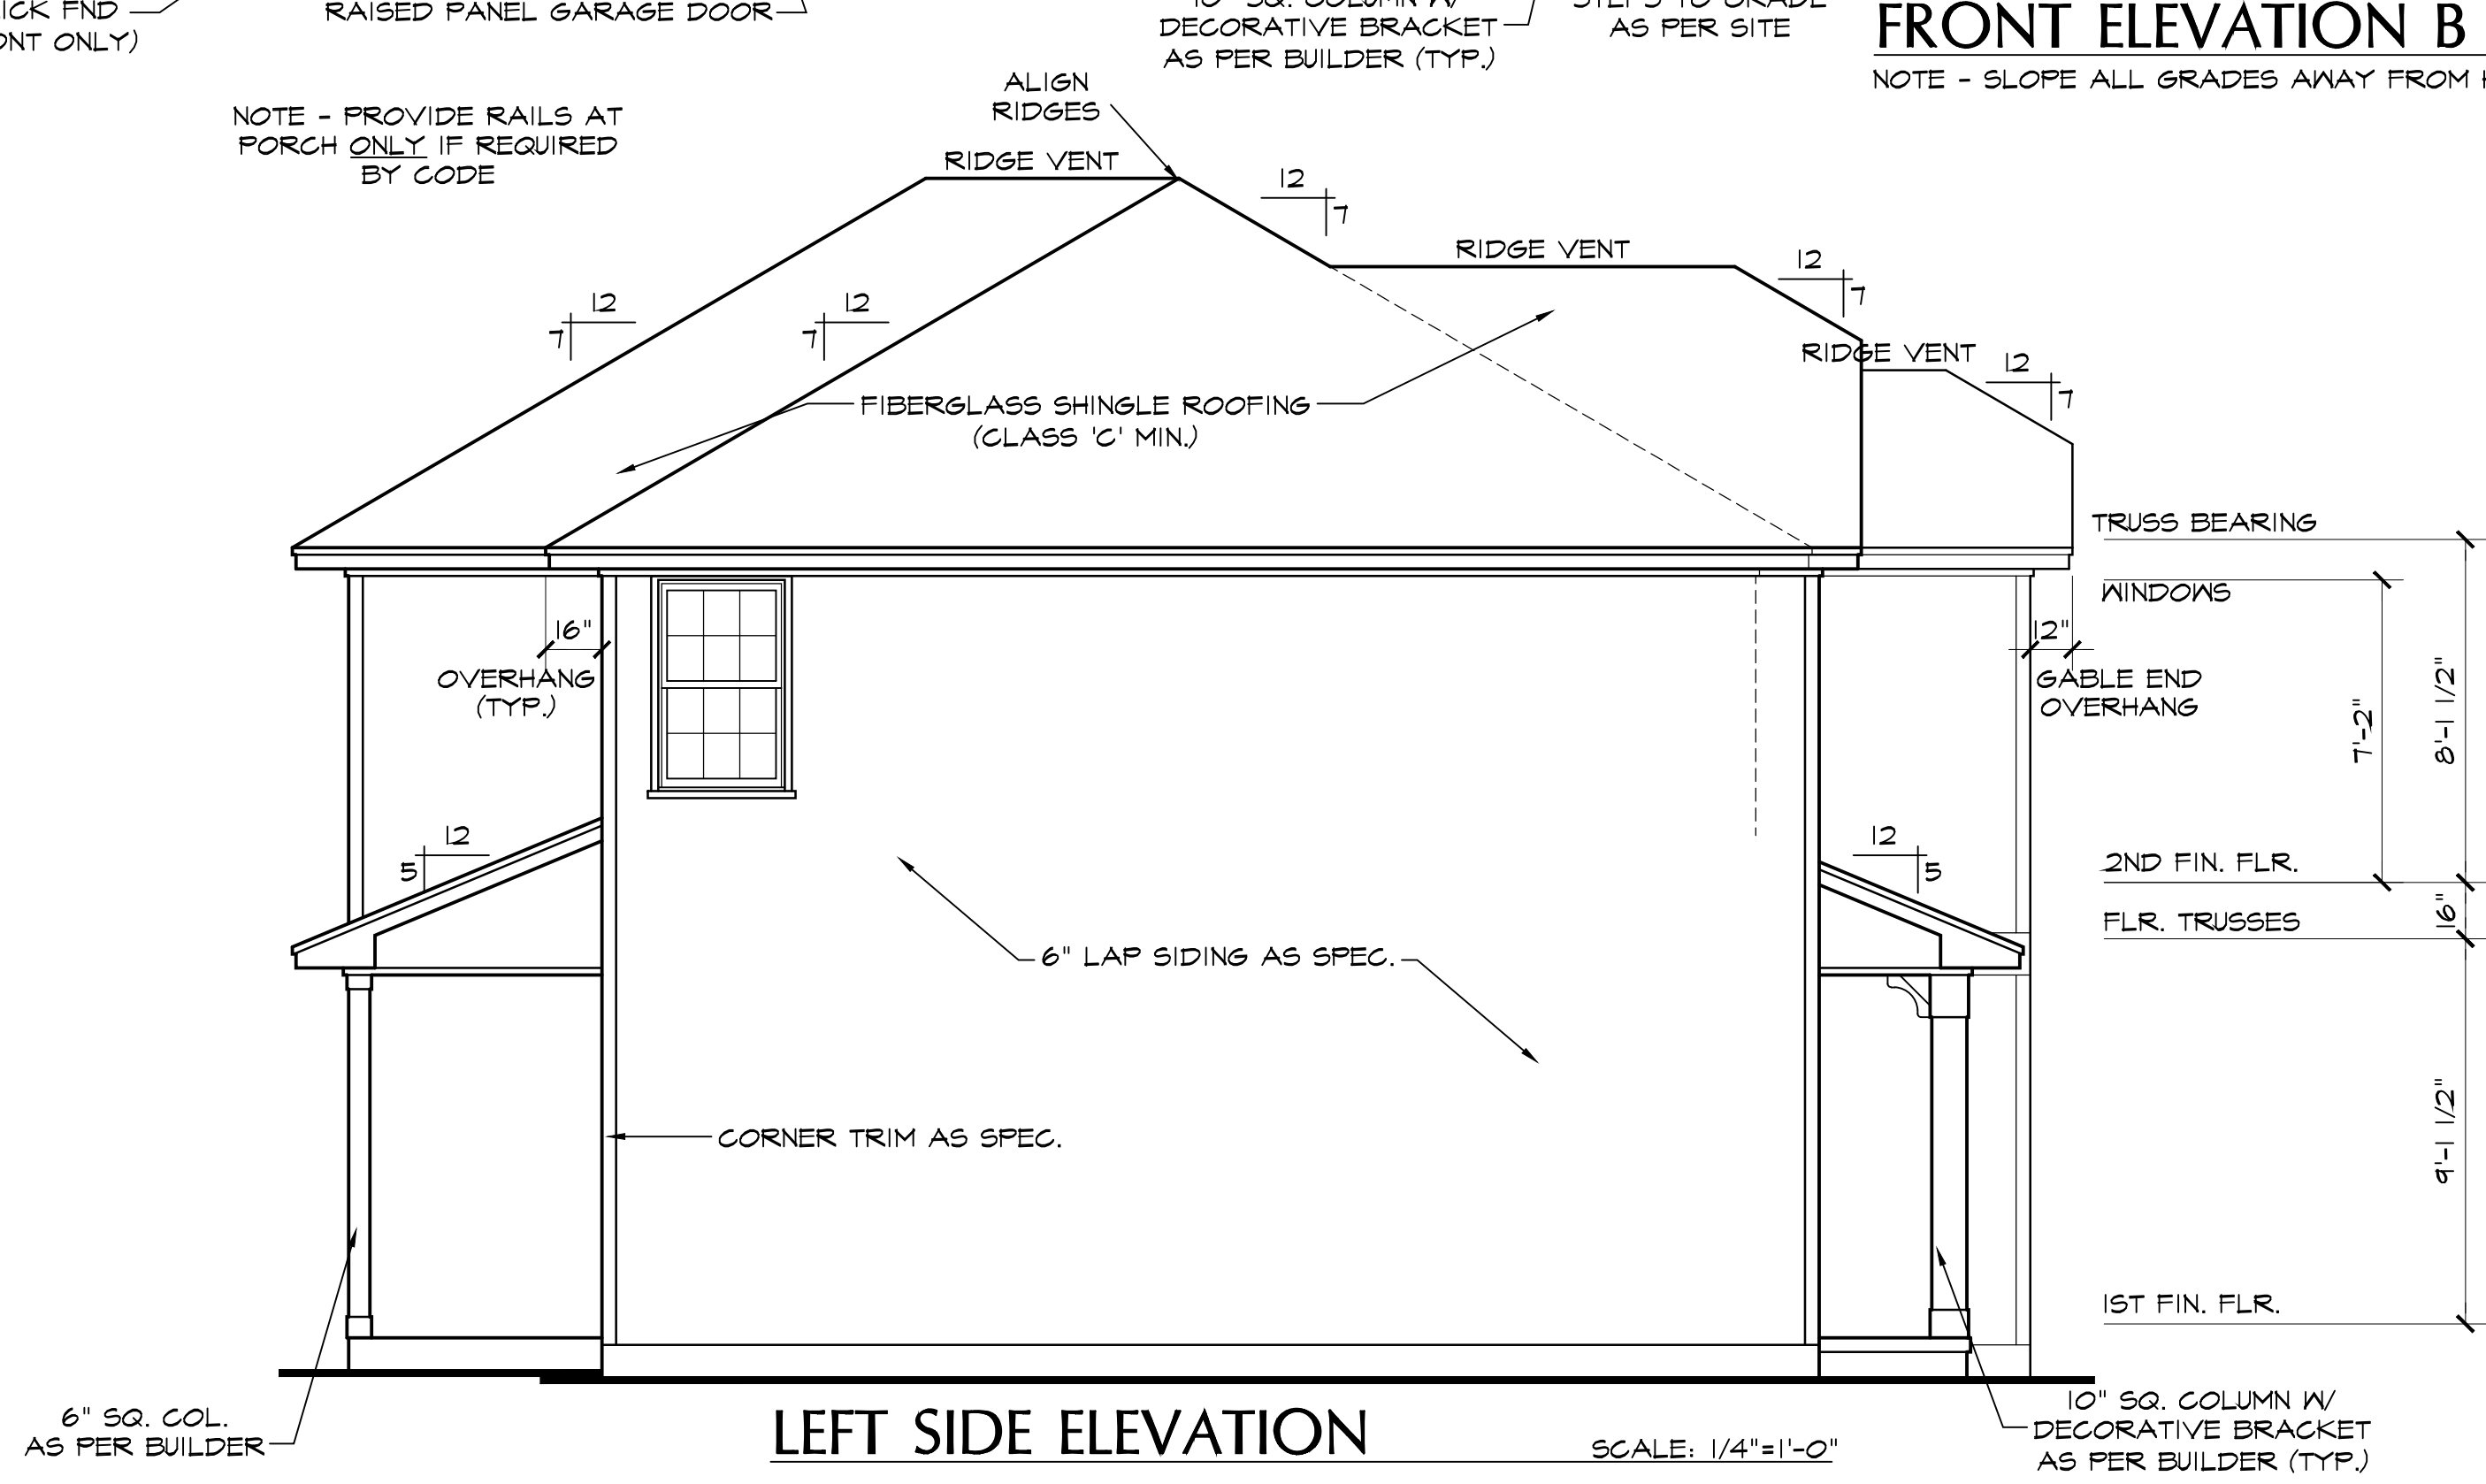 RAISED PANEL GARAGE DOOR
DECORATIVE BRACKET
AS PER BUILDER (TYP.)
AS PER SITE
FRONT ELEVATION B
NOTE - SLOPE ALL GRADES AWAY FROM
NOTE - PROVIDE RAILS AT
PORCH ONLY IF REQUIRED
BY CODE
ALIGN
RIDGES
RIDGE VENT
12
7
RIDGE VENT
12
7
12
7
12
7
RIDGE VENT
12
7
FIBERGLASS SHINGLE ROOFING
(CLASS 'C' MIN.)
TRUSS BEARING
WINDOWS
16"
OVERHANG
(TYP.)
12"
GABLE END
OVERHANG
7'-2"
8'-1 1/2"
12
5
12
5
2ND FIN. FLR.
16"
FLR. TRUSSES
6" LAP SIDING AS SPEC.
CORNER TRIM AS SPEC.
9'-1 1/2"
1ST FIN. FLR.
6" SQ. COL.
AS PER BUILDER
LEFT SIDE ELEVATION
SCALE: 1/4"=1'-0"
10" SQ. COLUMN W/
DECORATIVE BRACKET
AS PER BUILDER (TYP.)